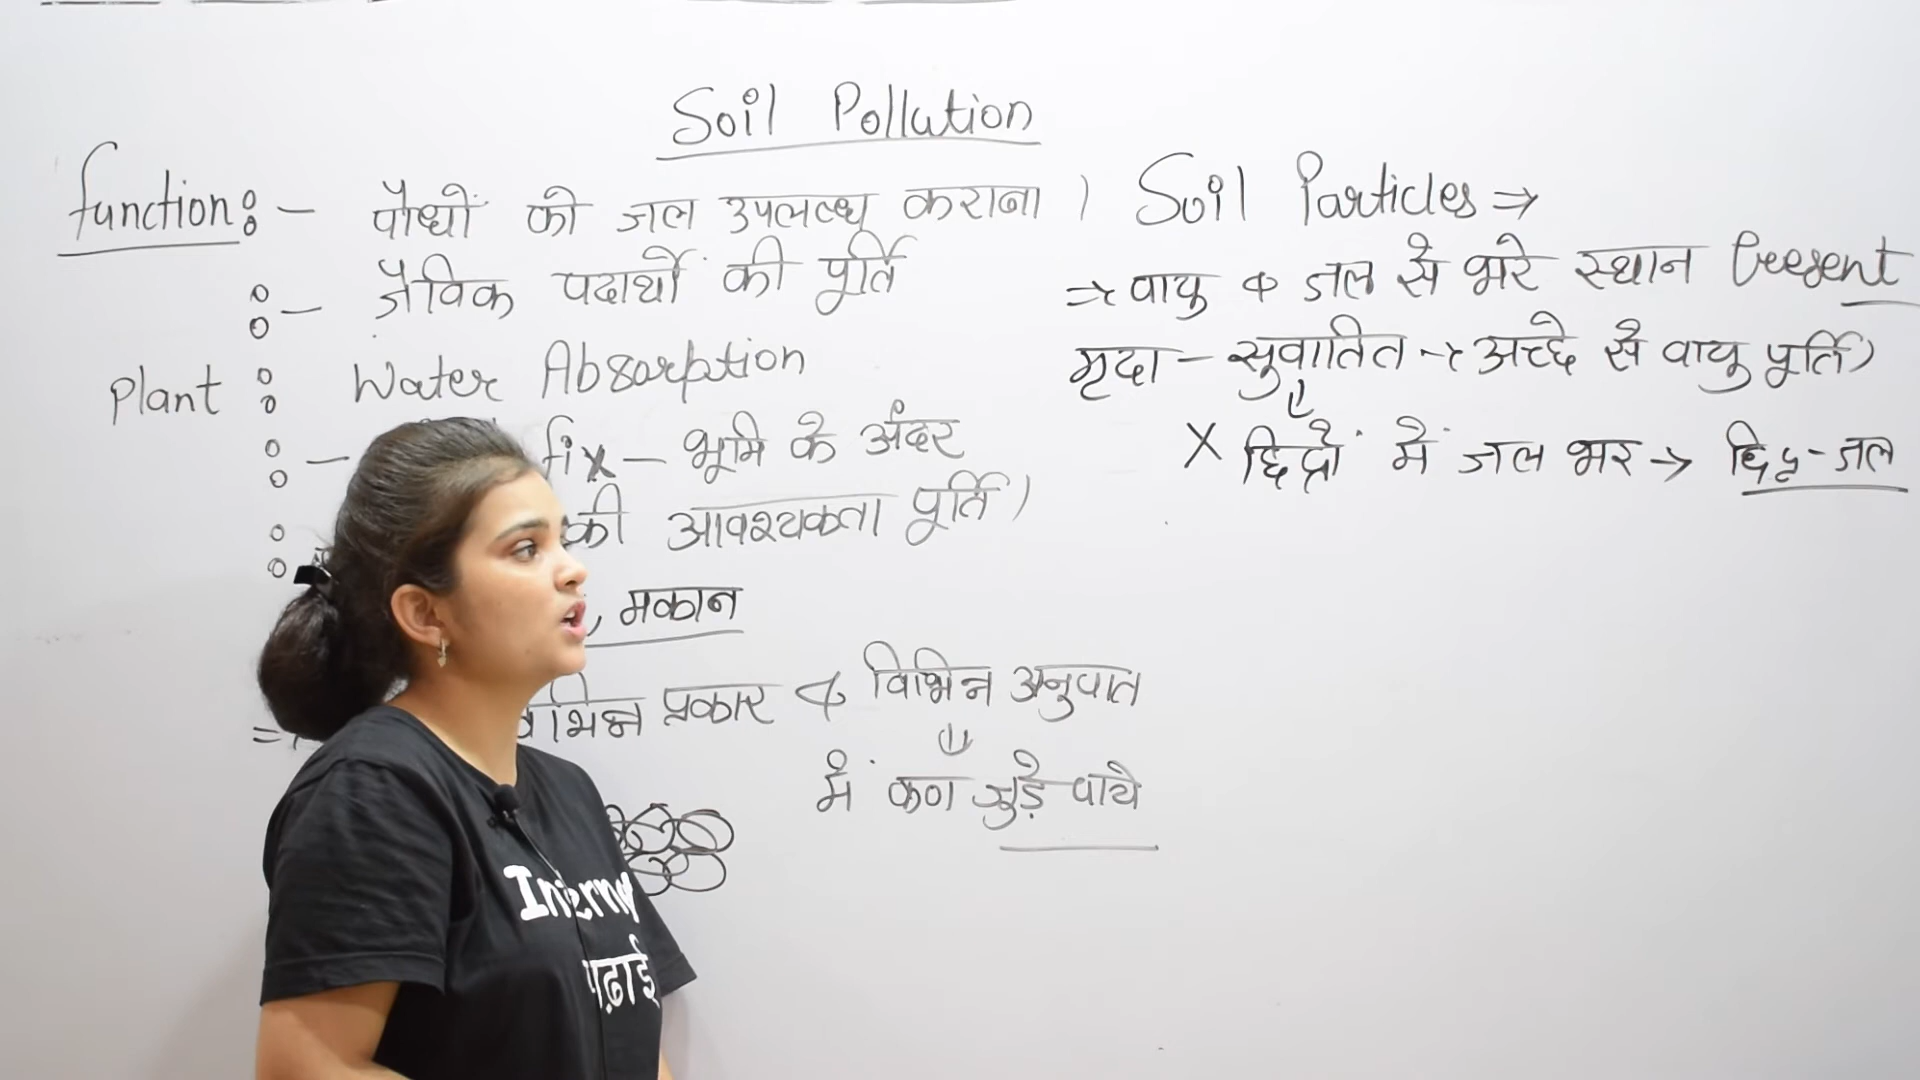 Soil Pollution
function :- पौधों को जल उपलब्ध कराना।
:- जैविक पदार्थों की पूर्ति
Plant : Water Absorption
:- fix – भूमि के अंदर
: की आवश्यकता पूर्ति)
, मकान
विभिन्न प्रकार & विभिन्न अनुपात
में कण जुड़े पाये
Soil Particles ⇒
⇒ वायु & जल से भरे स्थान Present
मृदा – सुवातित → अच्छे से वायु पूर्ति)
X छिद्रों में जल भर → छिद्र-जल
पढ़ाई